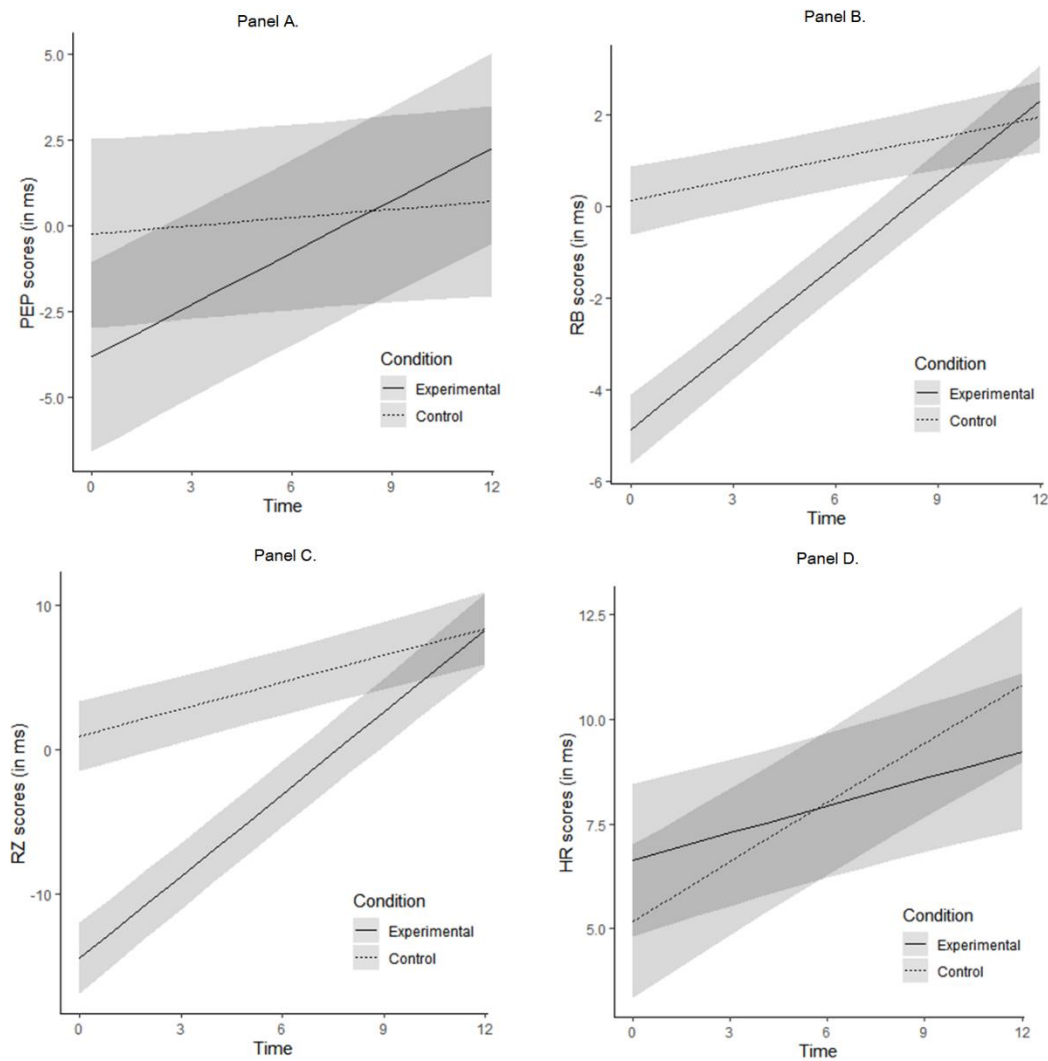 Panel A.
PEP scores (in ms)
5.0
2.5
0.0
-2.5
-5.0
Condition
Experimental
Control
0 3 6 9 12
Time
Panel B.
RB scores (in ms)
2
0
-2
-4
-6
Condition
Experimental
Control
0 3 6 9 12
Time
Panel C.
RZ scores (in ms)
10
0
-10
Condition
Experimental
Control
0 3 6 9 12
Time
Panel D.
HR scores (in ms)
12.5
10.0
7.5
5.0
Condition
Experimental
Control
0 3 6 9 12
Time